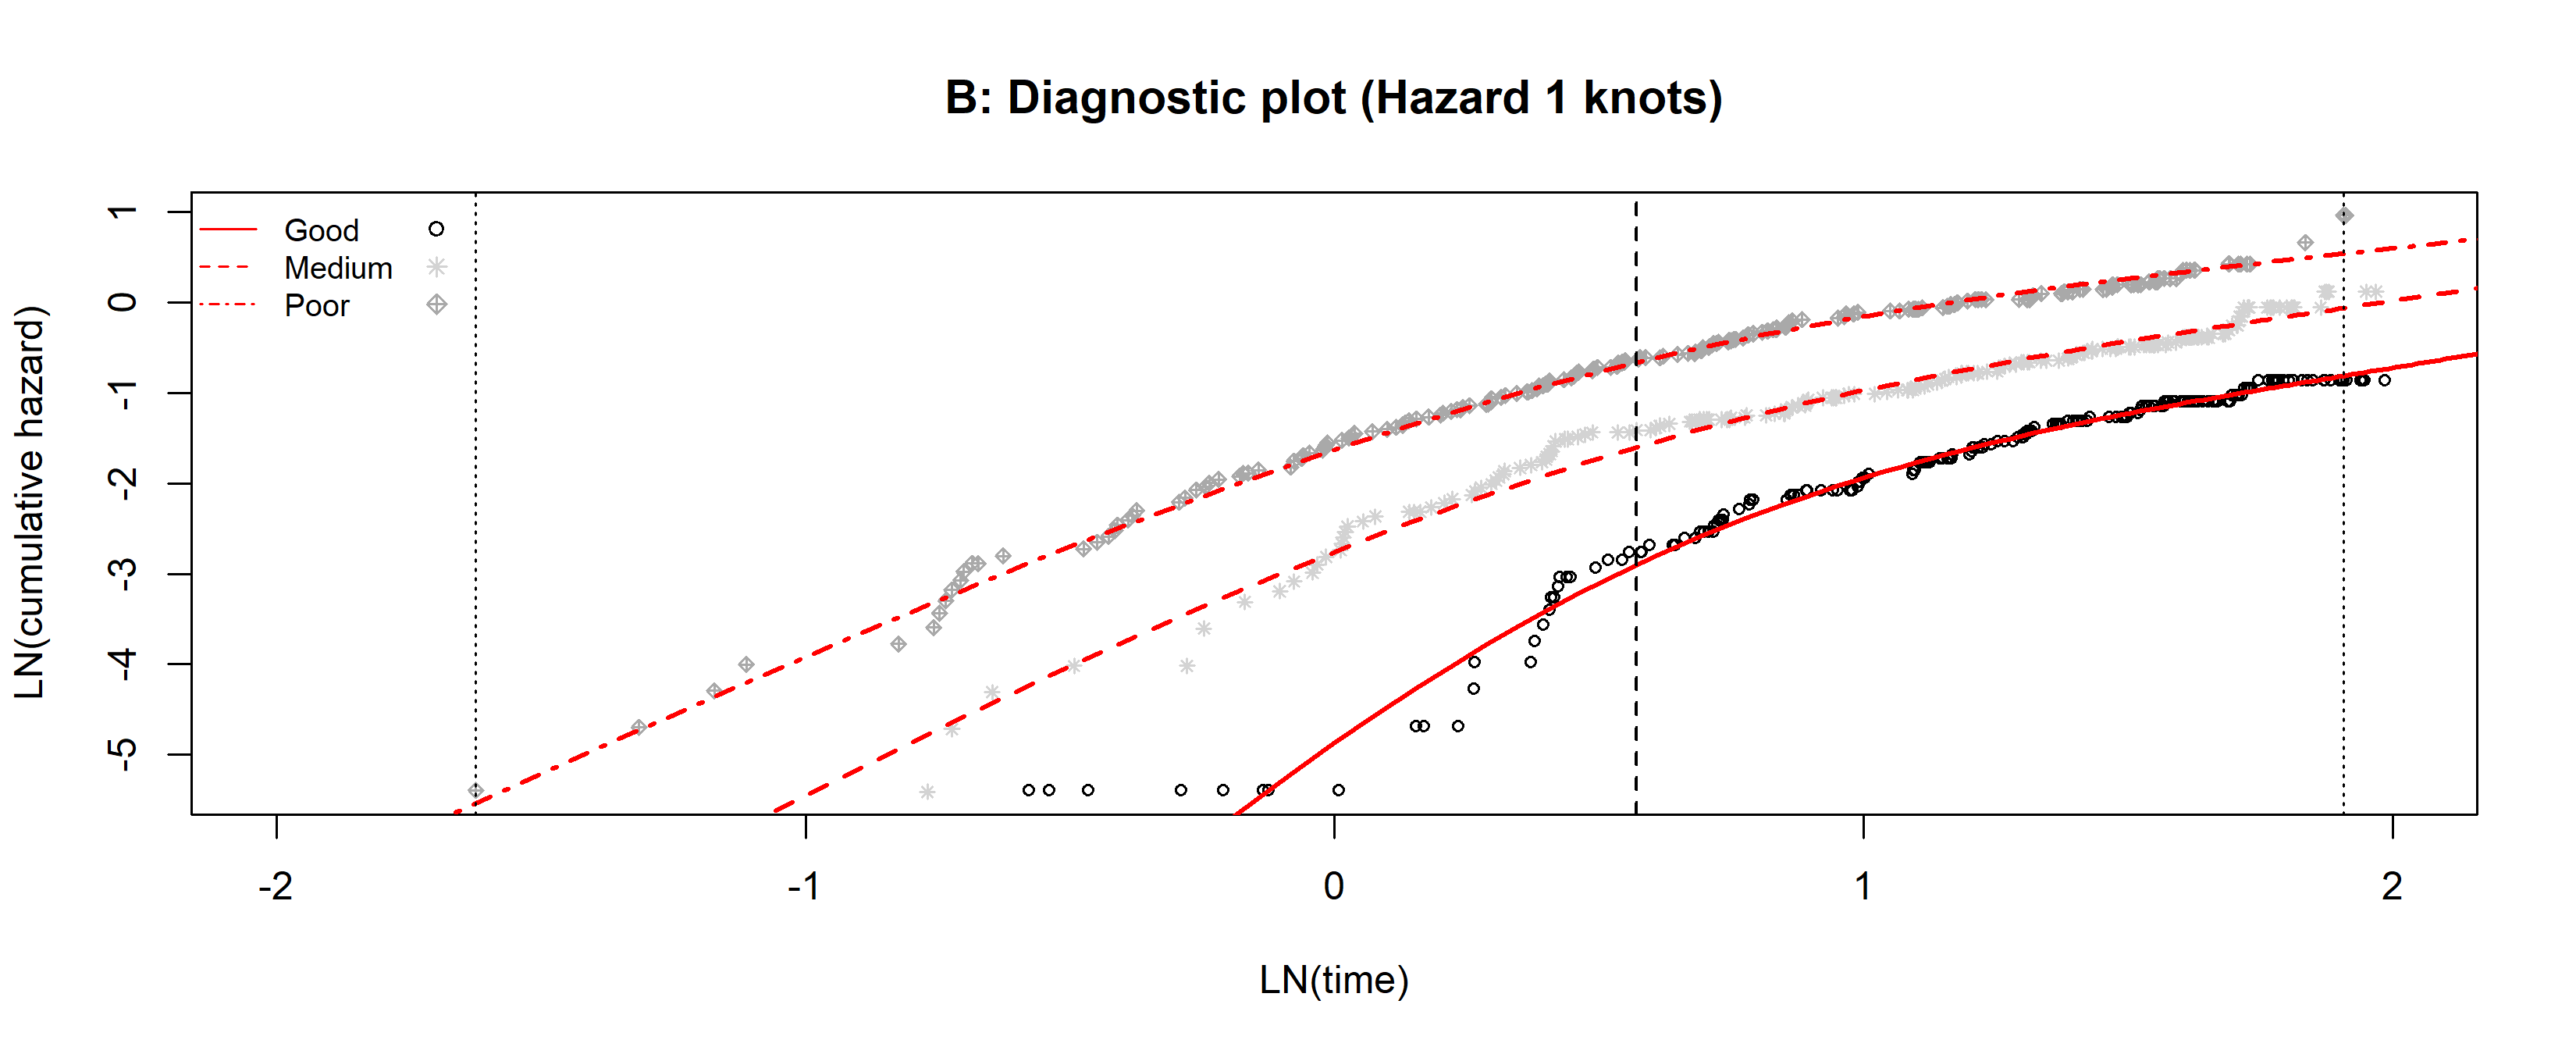 B: Diagnostic plot (Hazard 1 knots)
LN(cumulative hazard)
1
0
-1
-2
-3
-4
-5
Good
Medium
Poor
-2 -1 0 1 2
LN(time)